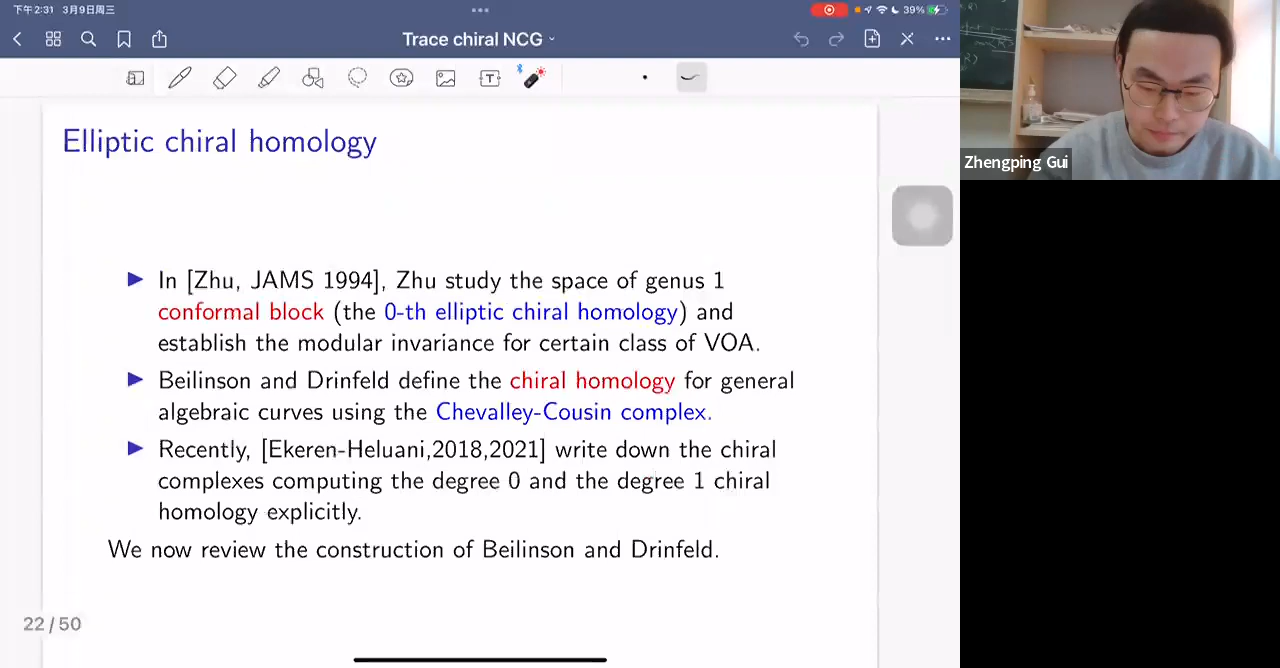 下午2:31 3月9日周三
39%
Trace chiral NCG
Elliptic chiral homology
In [Zhu, JAMS 1994], Zhu study the space of genus 1
conformal block (the 0-th elliptic chiral homology) and
establish the modular invariance for certain class of VOA.
Beilinson and Drinfeld define the chiral homology for general
algebraic curves using the Chevalley-Cousin complex.
Recently, [Ekeren-Heluani,2018,2021] write down the chiral
complexes computing the degree 0 and the degree 1 chiral
homology explicitly.
We now review the construction of Beilinson and Drinfeld.
22 / 50
Zhengping Gui